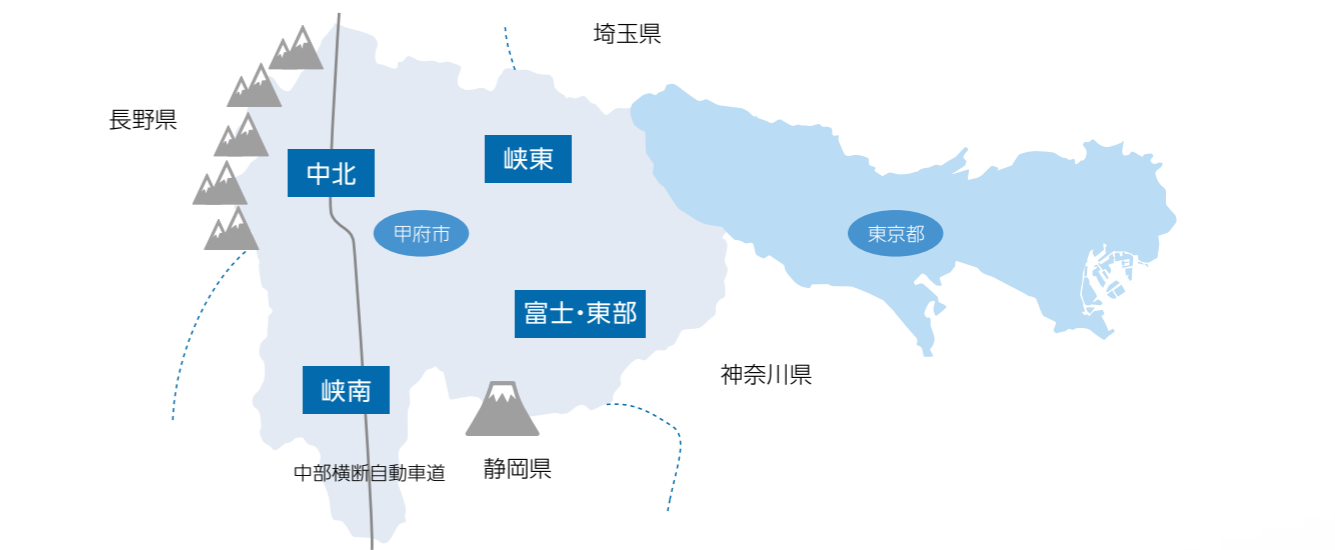 埼玉県
長野県
峡東
中北
甲府市
東京都
富士・東部
神奈川県
峡南
静岡県
中部横断自動車道